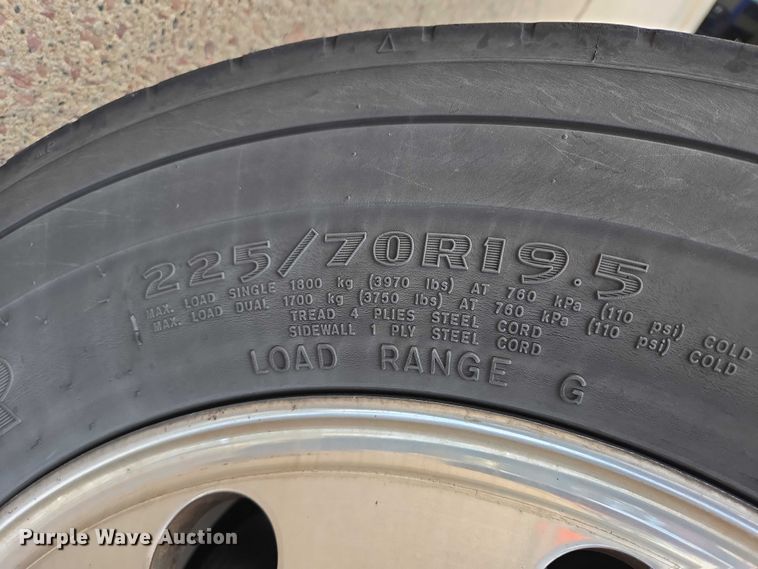 225/70R19.5
MAX. LOAD SINGLE 1800 kg (3970 lbs) AT 760 kPa (110 psi) COLD
MAX. LOAD DUAL 1700 kg (3750 lbs) AT 760 kPa (110 psi) COLD
TREAD 4 PLIES STEEL CORD
SIDEWALL 1 PLY STEEL CORD
LOAD RANGE G
Purple Wave Auction